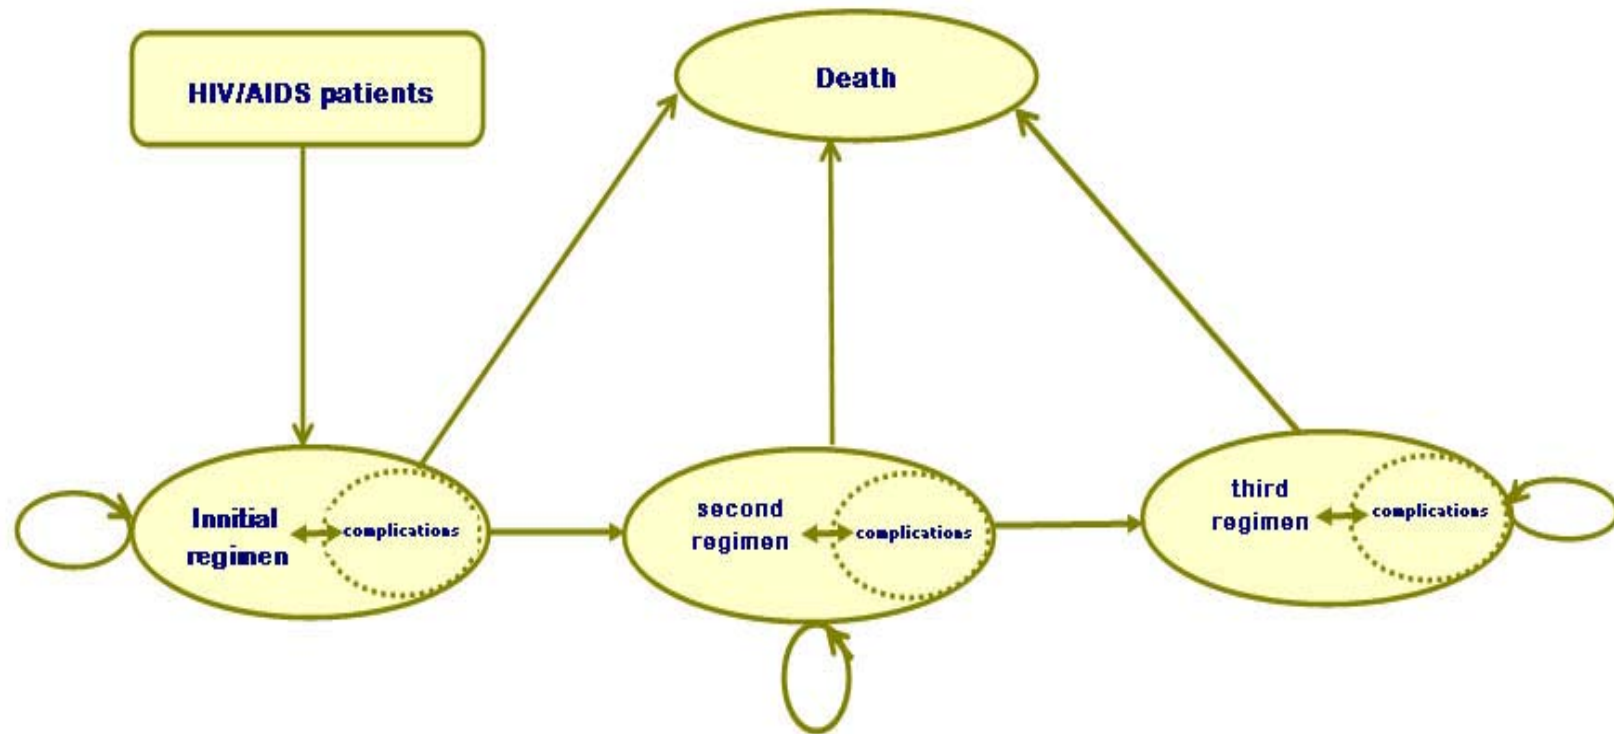 HIV/AIDS patients
Death
Innitial
regimen
complications
second
regimen
complications
third
regimen
complications